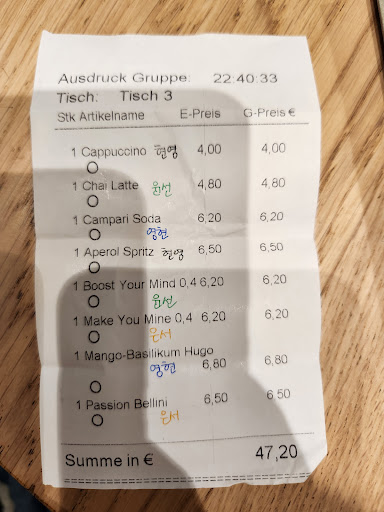 Ausdruck Gruppe: 22:40:33
Tisch: Tisch 3
Stk Artikelname E-Preis G-Preis €
1 Cappuccino 현영 4,00 4,00
1 Chai Latte 윤선 4,80 4,80
1 Campari Soda 6,20 6,20
영현
1 Aperol Spritz 현영 6,50 6,50
1 Boost Your Mind 0,4 6,20 6,20
윤선
1 Make You Mine 0,4 6,20 6,20
은서
1 Mango-Basilikum Hugo
영현 6,80 6,80
1 Passion Bellini 6,50 6,50
은서
Summe in € 47,20